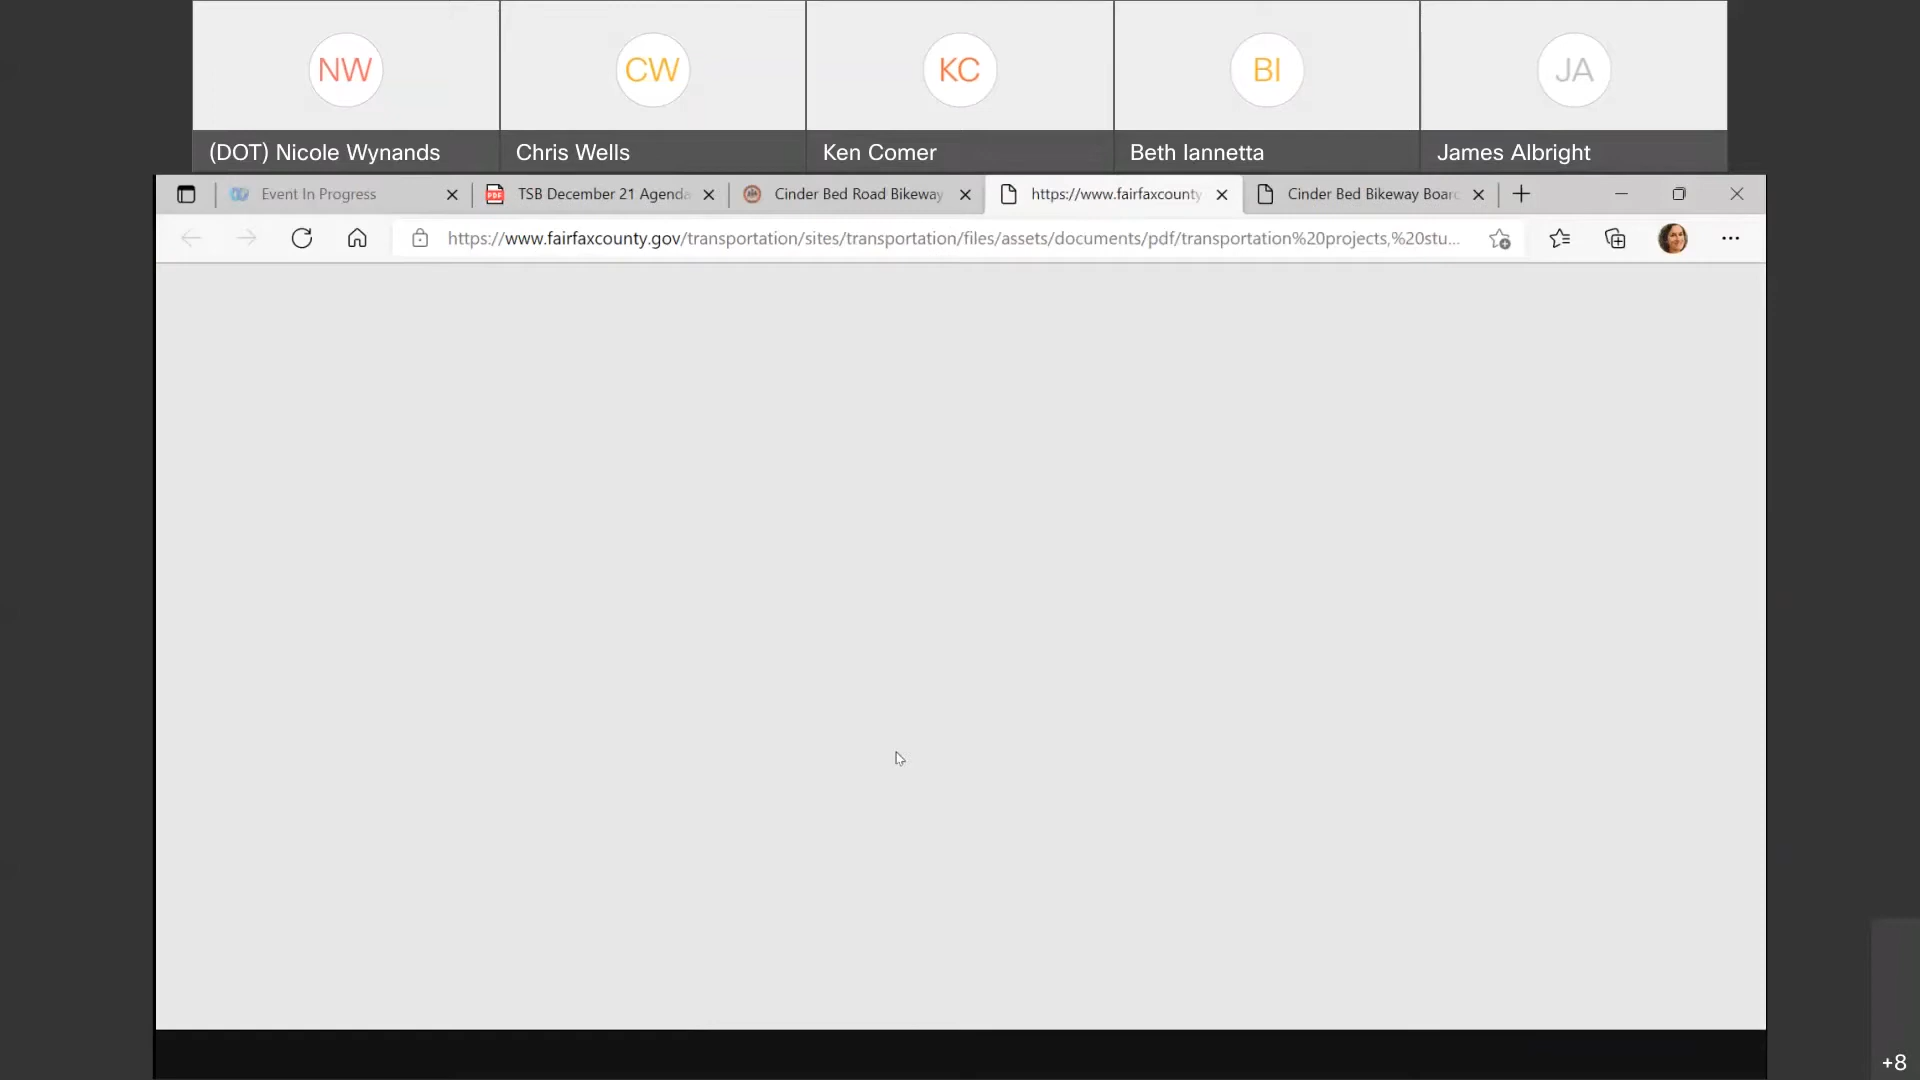 NW
CW
KC
BI
JA
(DOT) Nicole Wynands
Chris Wells
Ken Comer
Beth Iannetta
James Albright
Event In Progress
PDF
TSB December 21 Agenda
Cinder Bed Road Bikeway
https://www.fairfaxcounty
Cinder Bed Bikeway Boar
https://www.fairfaxcounty.gov/transportation/sites/transportation/files/assets/documents/pdf/transportation%20projects,%20stu...
+8